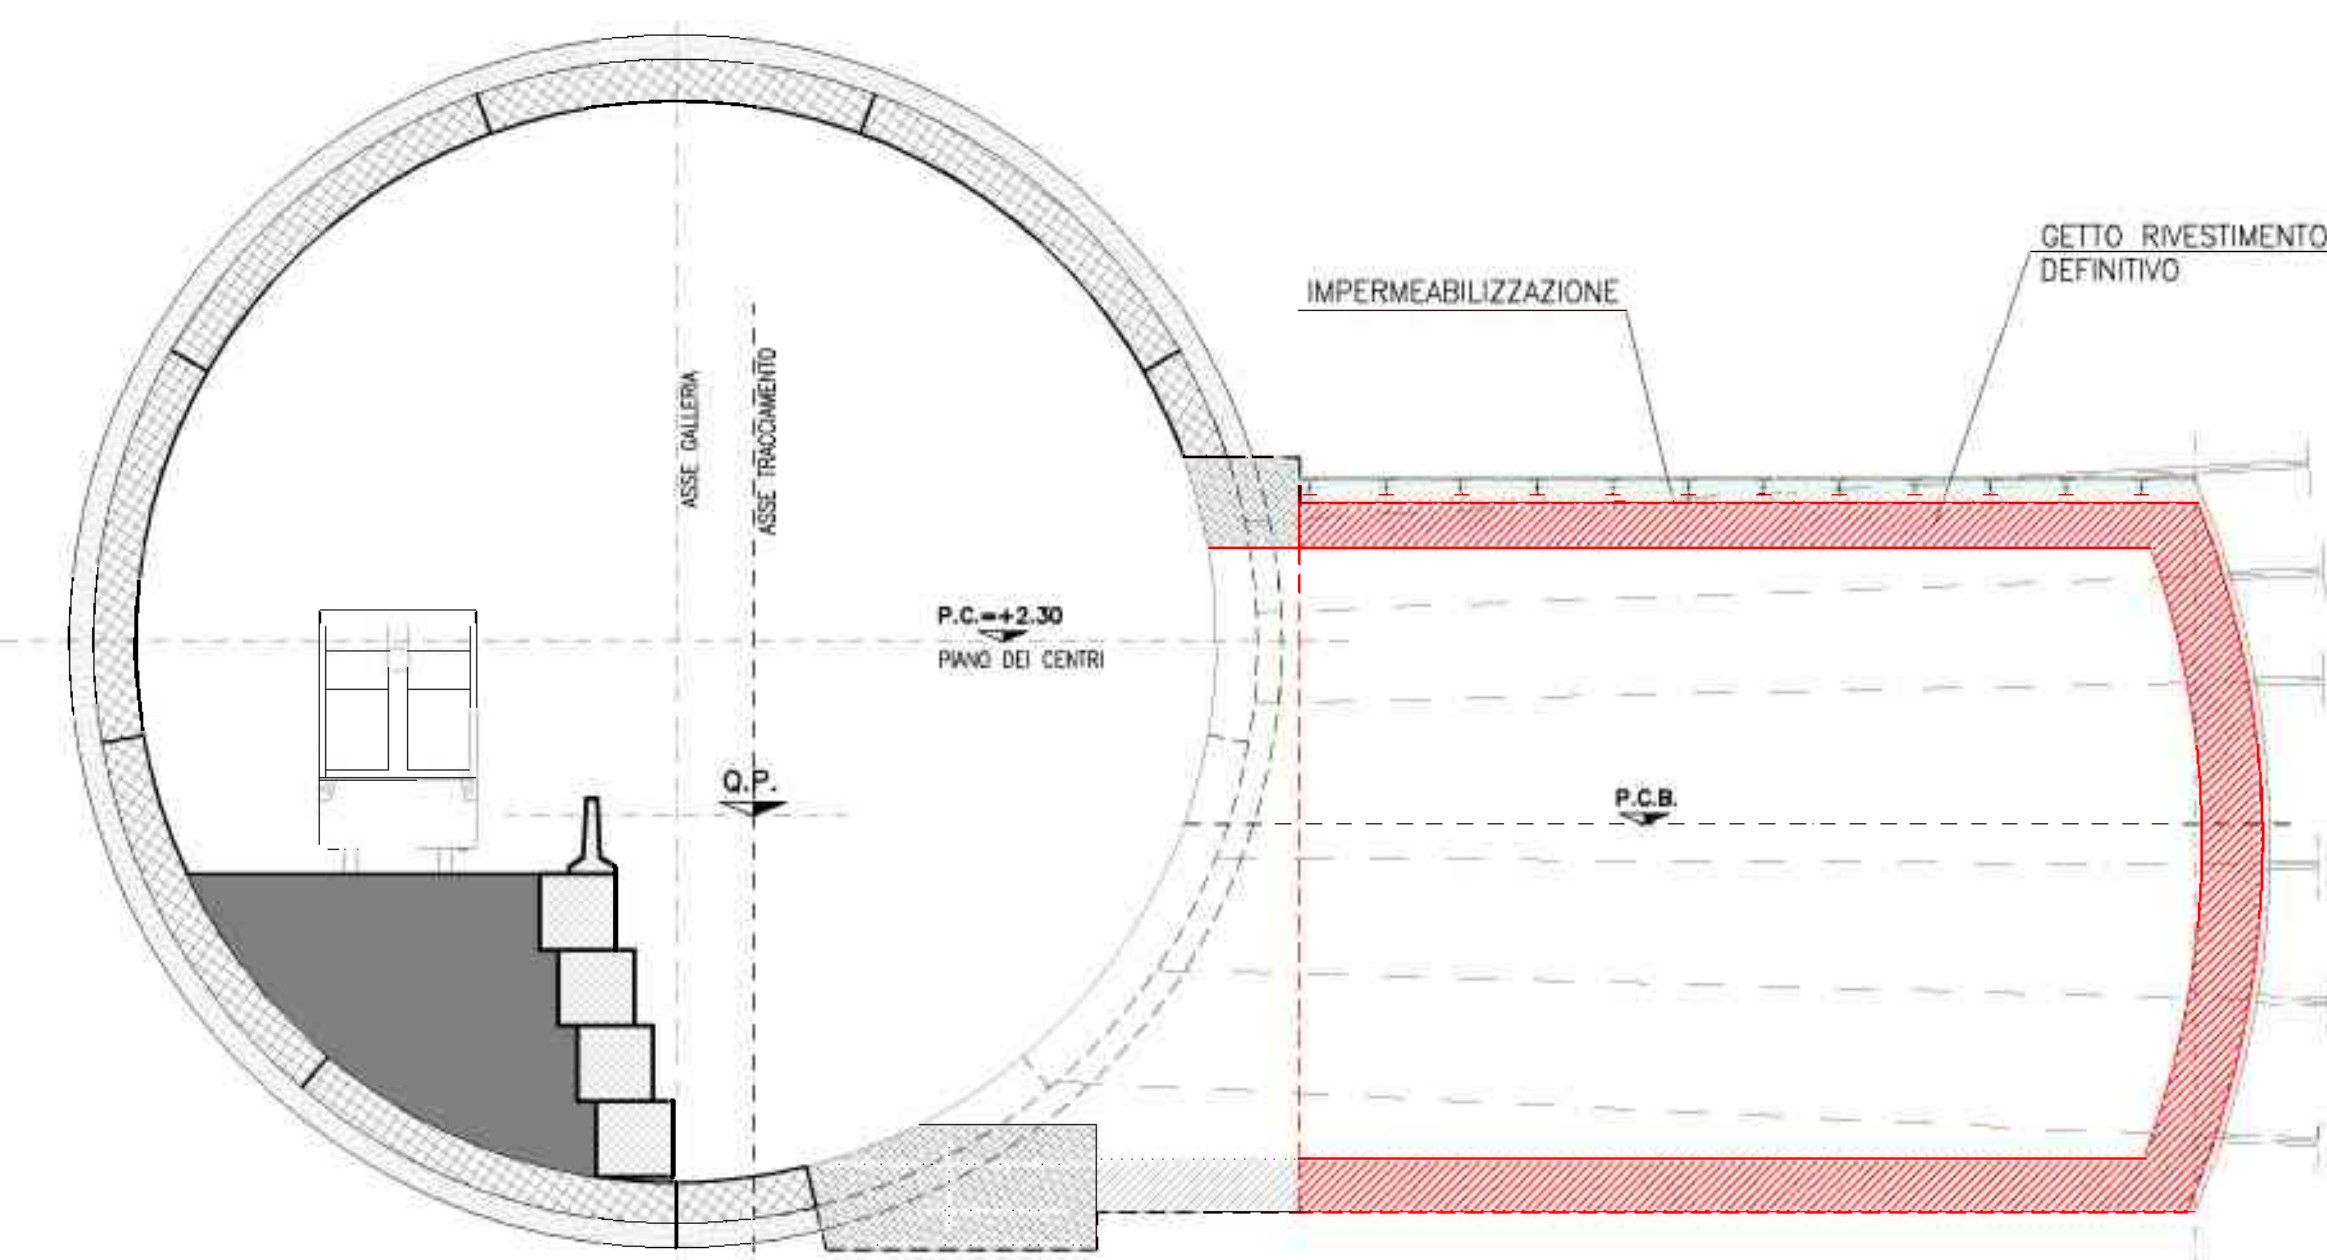 GETTO RIVESTIMENTO
DEFINITIVO
IMPERMEABILIZZAZIONE
ASSE GALLERIA
ASSE TRACCIAMENTO
P.C.=+2.30
PIANO DEI CENTRI
Q.P.
P.C.B.